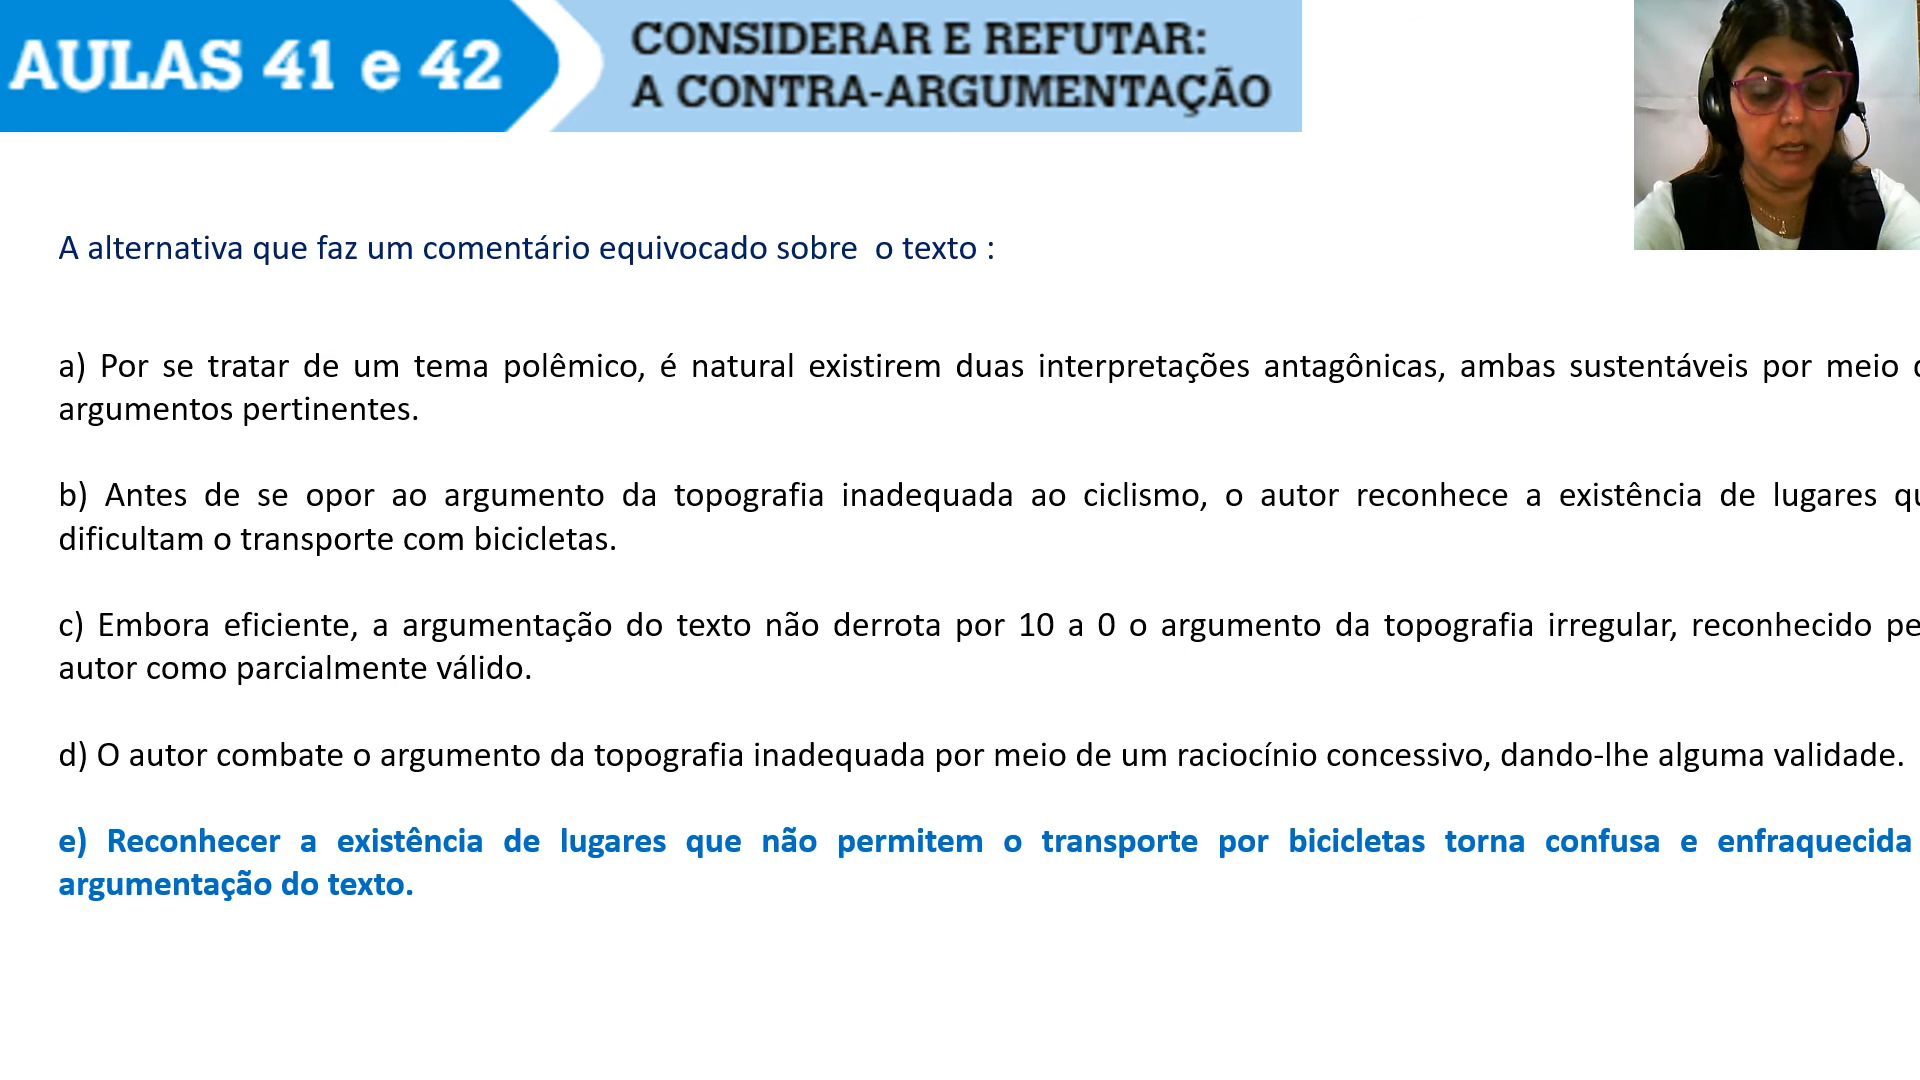 AULAS 41 e 42
CONSIDERAR E REFUTAR:
A CONTRA-ARGUMENTAÇÃO
A alternativa que faz um comentário equivocado sobre o texto :
a) Por se tratar de um tema polêmico, é natural existirem duas interpretações antagônicas, ambas sustentáveis por meio
argumentos pertinentes.
b) Antes de se opor ao argumento da topografia inadequada ao ciclismo, o autor reconhece a existência de lugares
dificultam o transporte com bicicletas.
c) Embora eficiente, a argumentação do texto não derrota por 10 a 0 o argumento da topografia irregular, reconhecido
autor como parcialmente válido.
d) O autor combate o argumento da topografia inadequada por meio de um raciocínio concessivo, dando-lhe alguma validade.
e) Reconhecer a existência de lugares que não permitem o transporte por bicicletas torna confusa e enfraquecida
argumentação do texto.